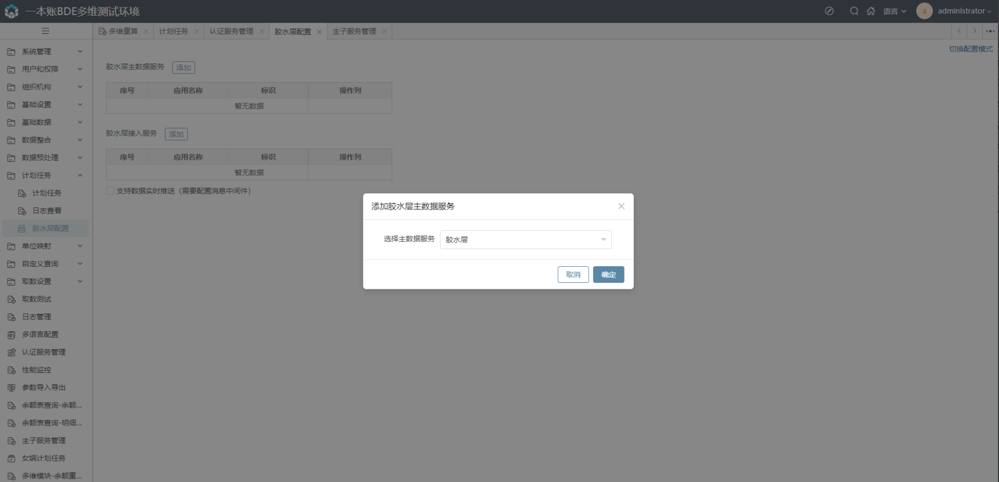 一本账BDE多维测试环境
语言
a
administrator
多维重算
计划任务
认证服务管理
胶水层配置
主子服务管理
切换配置模式
系统管理
用户和权限
组织机构
基础设置
基础数据
数据整合
数据预处理
计划任务
计划任务
日志查看
胶水层配置
单位映射
自定义查询
取数设置
取数测试
日志管理
多语言配置
认证服务管理
性能监控
参数导入导出
余额表查询-余额...
余额表查询-明细...
主子服务管理
女娲计划任务
多维模块-余额重...
胶水层主数据服务 添加
序号 应用名称 标识 操作列
暂无数据
胶水层接入服务 添加
序号 应用名称 标识 操作列
暂无数据
支持数据实时推送（需要配置消息中间件）
添加胶水层主数据服务
选择主数据服务 胶水层
取消 确定